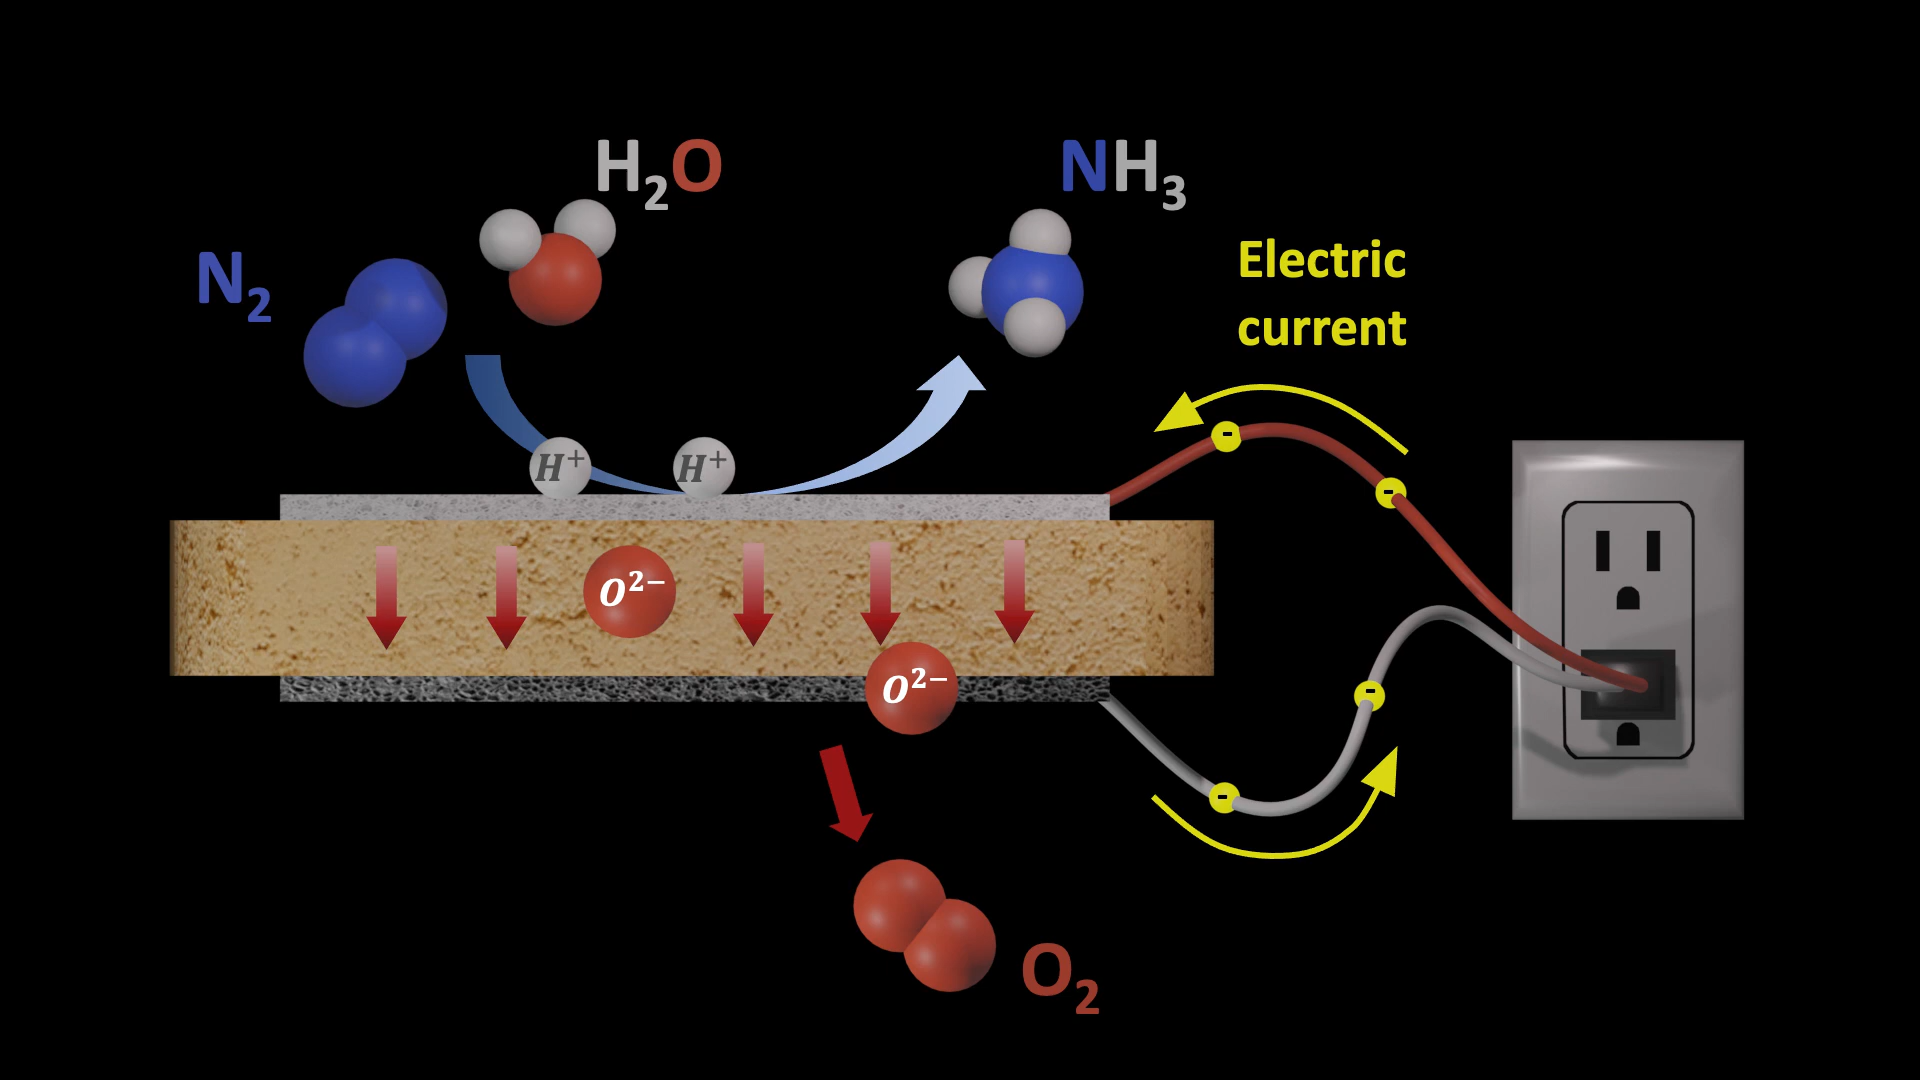 H₂O
NH₃
N₂
Electric
current
H⁺
H⁺
-
-
O²⁻
O²⁻
-
-
O₂